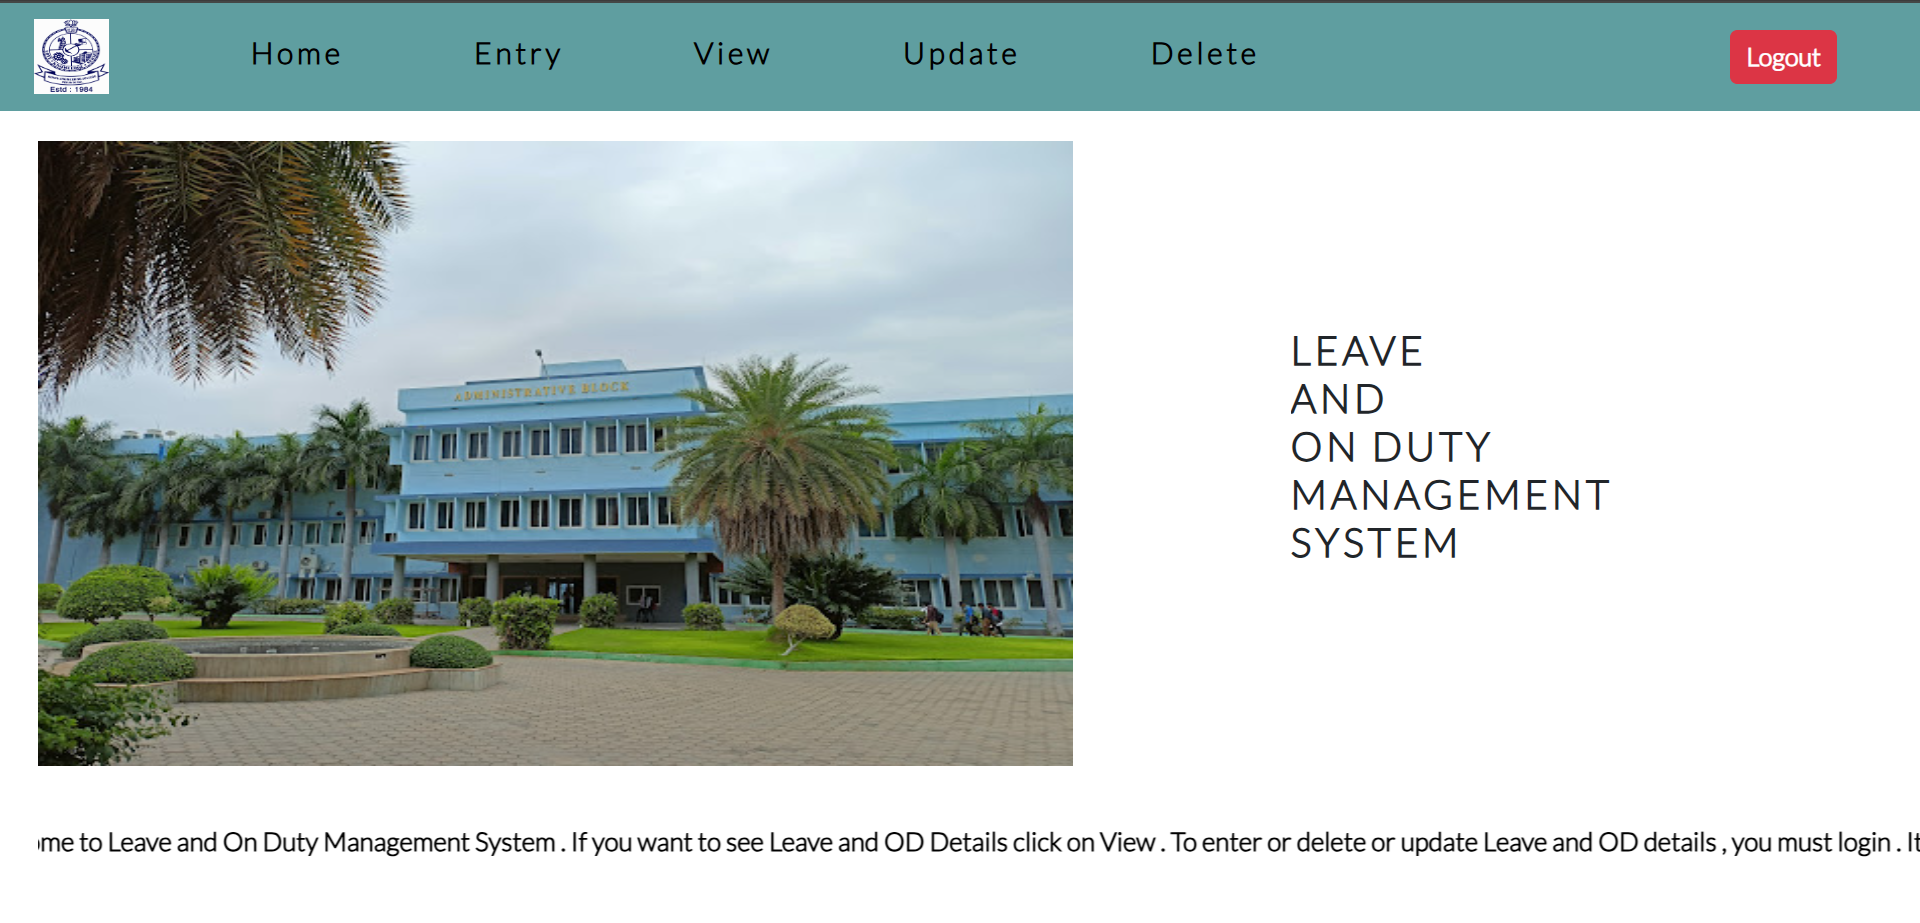 Home Entry View Update Delete Logout
Estd : 1984
ADMINISTRATIVE BLOCK
LEAVE
AND
ON DUTY
MANAGEMENT
SYSTEM
me to Leave and On Duty Management System . If you want to see Leave and OD Details click on View . To enter or delete or update Leave and OD details , you must login . It